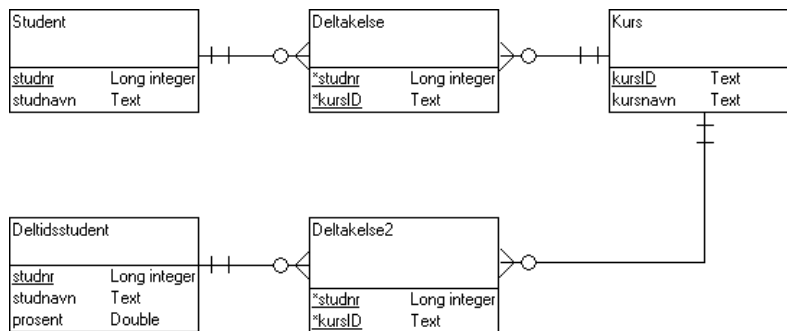 Student
studnr Long integer
studnavn Text
Deltakelse
*studnr Long integer
*kursID Text
Kurs
kursID Text
kursnavn Text
Deltidsstudent
studnr Long integer
studnavn Text
prosent Double
Deltakelse2
*studnr Long integer
*kursID Text